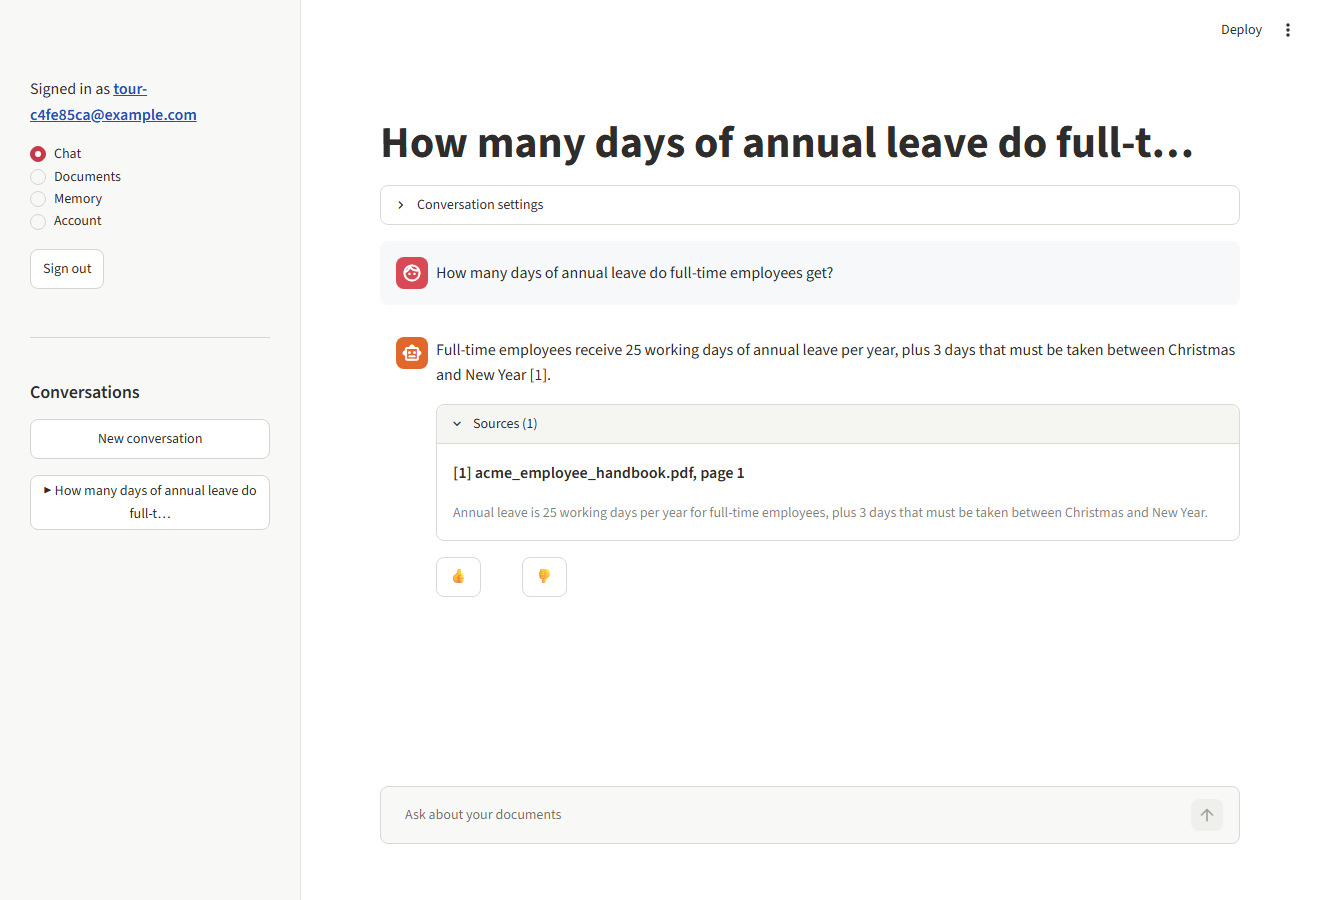 Deploy
Signed in as tour-
c4fe85ca@example.com
Chat
Documents
Memory
Account
Sign out
Conversations
New conversation
▸ How many days of annual leave do
full-t…
How many days of annual leave do full-t…
Conversation settings
How many days of annual leave do full-time employees get?
Full-time employees receive 25 working days of annual leave per year, plus 3 days that must be taken between Christmas
and New Year [1].
Sources (1)
[1] acme_employee_handbook.pdf, page 1
Annual leave is 25 working days per year for full-time employees, plus 3 days that must be taken between Christmas and New Year.
Ask about your documents